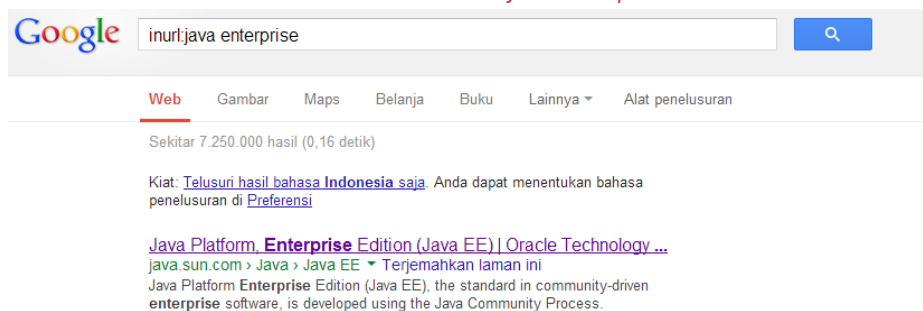 Google inurl:java enterprise
Web Gambar Maps Belanja Buku Lainnya Alat penelusuran
Sekitar 7.250.000 hasil (0,16 detik)
Kiat: Telusuri hasil bahasa Indonesia saja. Anda dapat menentukan bahasa
penelusuran di Preferensi
Java Platform, Enterprise Edition (Java EE) | Oracle Technology ...
java.sun.com › Java › Java EE Terjemahkan laman ini
Java Platform Enterprise Edition (Java EE), the standard in community-driven
enterprise software, is developed using the Java Community Process.